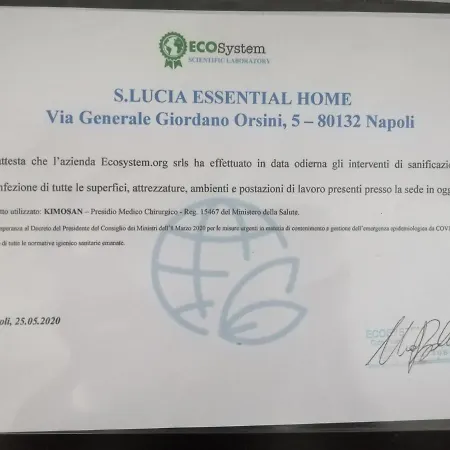 ECOSystem
SCIENTIFIC LABORATORY
S.LUCIA ESSENTIAL HOME
Via Generale Giordano Orsini, 5 – 80132 Napoli
ttesta che l'azienda Ecosystem.org srls ha effettuato in data odierna gli interventi di sanificazio
nfezione di tutte le superfici, attrezzature, ambienti e postazioni di lavoro presenti presso la sede in ogg
tto utilizzato: KIMOSAN – Presidio Medico Chirurgico - Reg. 15467 del Ministero della Salute.
mperanza al Decreto del Presidente del Consiglio dei Ministri dell'8 Marzo 2020 per le misure urgenti in materia di contenimento e gestione dell'emergenza epidemiologica da COVI
di tutte le normative igienico sanitarie emanate.
oli, 25.05.2020